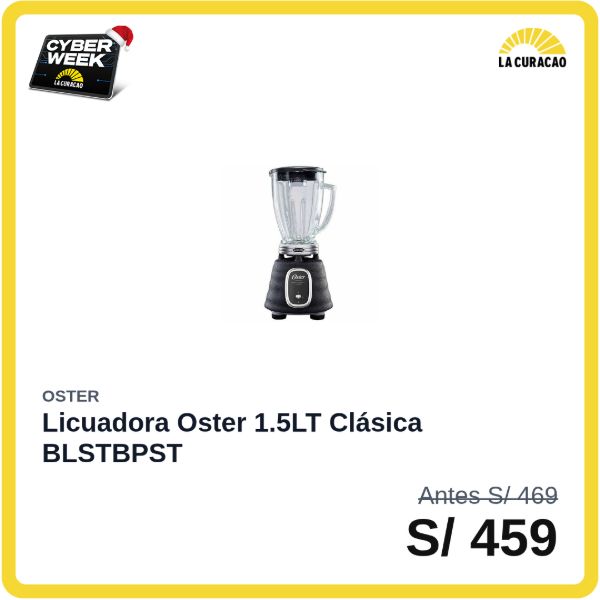 CYBER
WEEK
LA CURACAO
LA CURACAO
Oster
OSTER
Licuadora Oster 1.5LT Clásica
BLSTBPST
Antes S/ 469
S/ 459